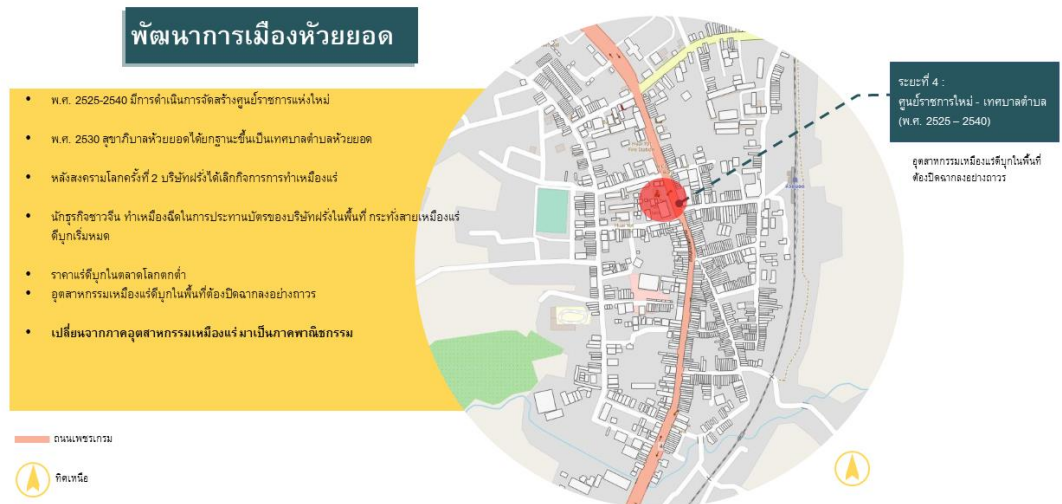 พัฒนาการเมืองห้วยยอด
• พ.ศ. 2525-2540 มีการดำเนินการจัดสร้างศูนย์ราชการแห่งใหม่
• พ.ศ. 2530 สุขาภิบาลห้วยยอดได้ยกฐานะขึ้นเป็นเทศบาลตำบลห้วยยอด
• หลังสงครามโลกครั้งที่ 2 บริษัทฝรั่งได้เลิกกิจการการทำเหมืองแร่
• นักธุรกิจชาวจีน ทำเหมืองฉีดในการประทานบัตรของบริษัทฝรั่งในพื้นที่ กระทั่งสายเหมืองแร่
ดีบุกเริ่มหมด
• ราคาแร่ดีบุกในตลาดโลกตกต่ำ
• อุตสาหกรรมเหมืองแร่ดีบุกในพื้นที่ต้องปิดฉากลงอย่างถาวร
• เปลี่ยนจากภาคอุตสาหกรรมเหมืองแร่ มาเป็นภาคพาณิชกรรม
ถนนเพชรเกรม
ทิศเหนือ
ระยะที่ 4 :
ศูนย์ราชการใหม่ - เทศบาลตำบล
(พ.ศ. 2525 – 2540)
อุตสาหกรรมเหมืองแร่ดีบุกในพื้นที่
ต้องปิดฉากลงอย่างถาวร